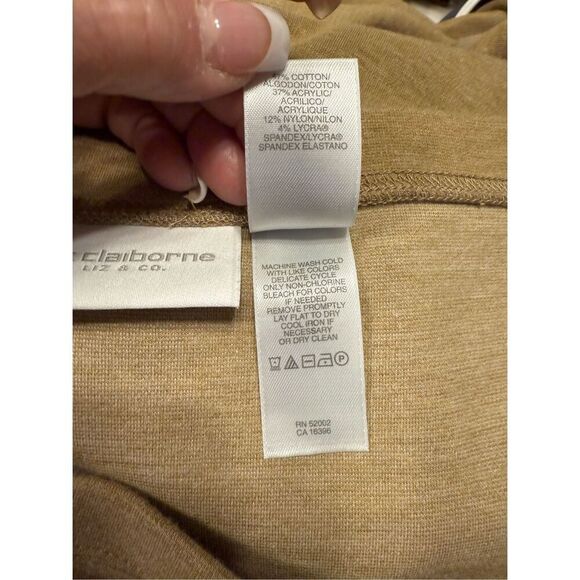 47% COTTON/
ALGODON/COTON
37% ACRYLIC/
ACRILICO/
ACRYLIQUE
12% NYLON/NILON
4% LYCRA®
SPANDEX/LYCRA®
SPANDEX ELASTANO
claiborne
LIZ & CO.
MACHINE WASH COLD
WITH LIKE COLORS
DELICATE CYCLE
ONLY NON-CHLORINE
BLEACH FOR COLORS
IF NEEDED
REMOVE PROMPTLY
LAY FLAT TO DRY
COOL IRON IF
NECESSARY
OR DRY CLEAN
P
RN 52002
CA 16396